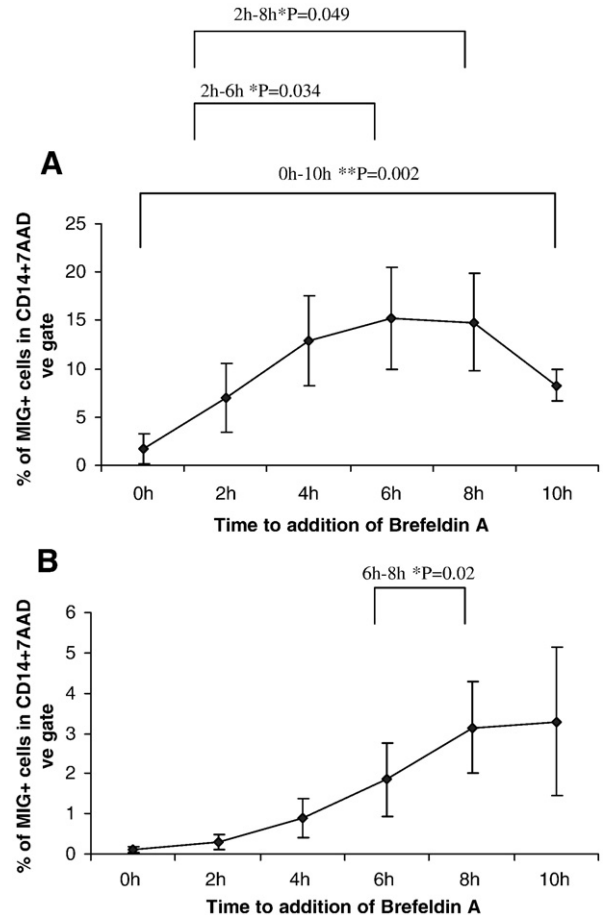 2h-8h*P=0.049
2h-6h *P=0.034
A
0h-10h **P=0.002
% of MIG+ cells in CD14+7AAD
ve gate
25
20
15
10
5
0
0h 2h 4h 6h 8h 10h
Time to addition of Brefeldin A
B
6h-8h *P=0.02
% of MIG+ cells in CD14+7AAD
ve gate
6
5
4
3
2
1
0
0h 2h 4h 6h 8h 10h
Time to addition of Brefeldin A